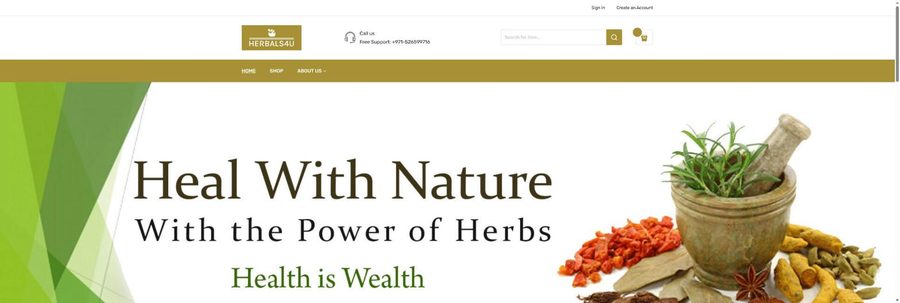 Sign in
Create an Account
HERBALS4U
Call us
Free Support: +971-526599716
Search for item...
HOME
SHOP
ABOUT US
Heal With Nature
With the Power of Herbs
Health is Wealth